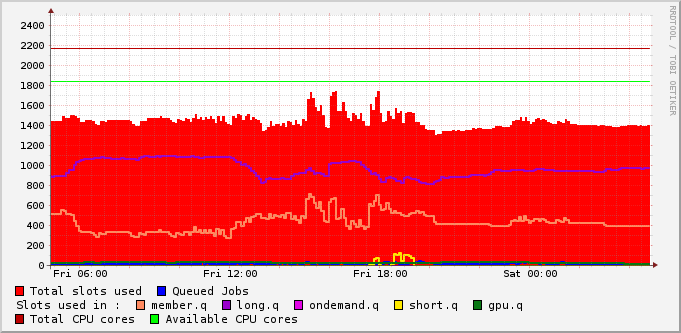 2400
2200
2000
1800
1600
1400
1200
1000
800
600
400
200
0
Fri 06:00 Fri 12:00 Fri 18:00 Sat 00:00
RRDTOOL / TOBI OETIKER
Total slots used Queued Jobs
Slots used in : member.q long.q ondemand.q short.q gpu.q
Total CPU cores Available CPU cores